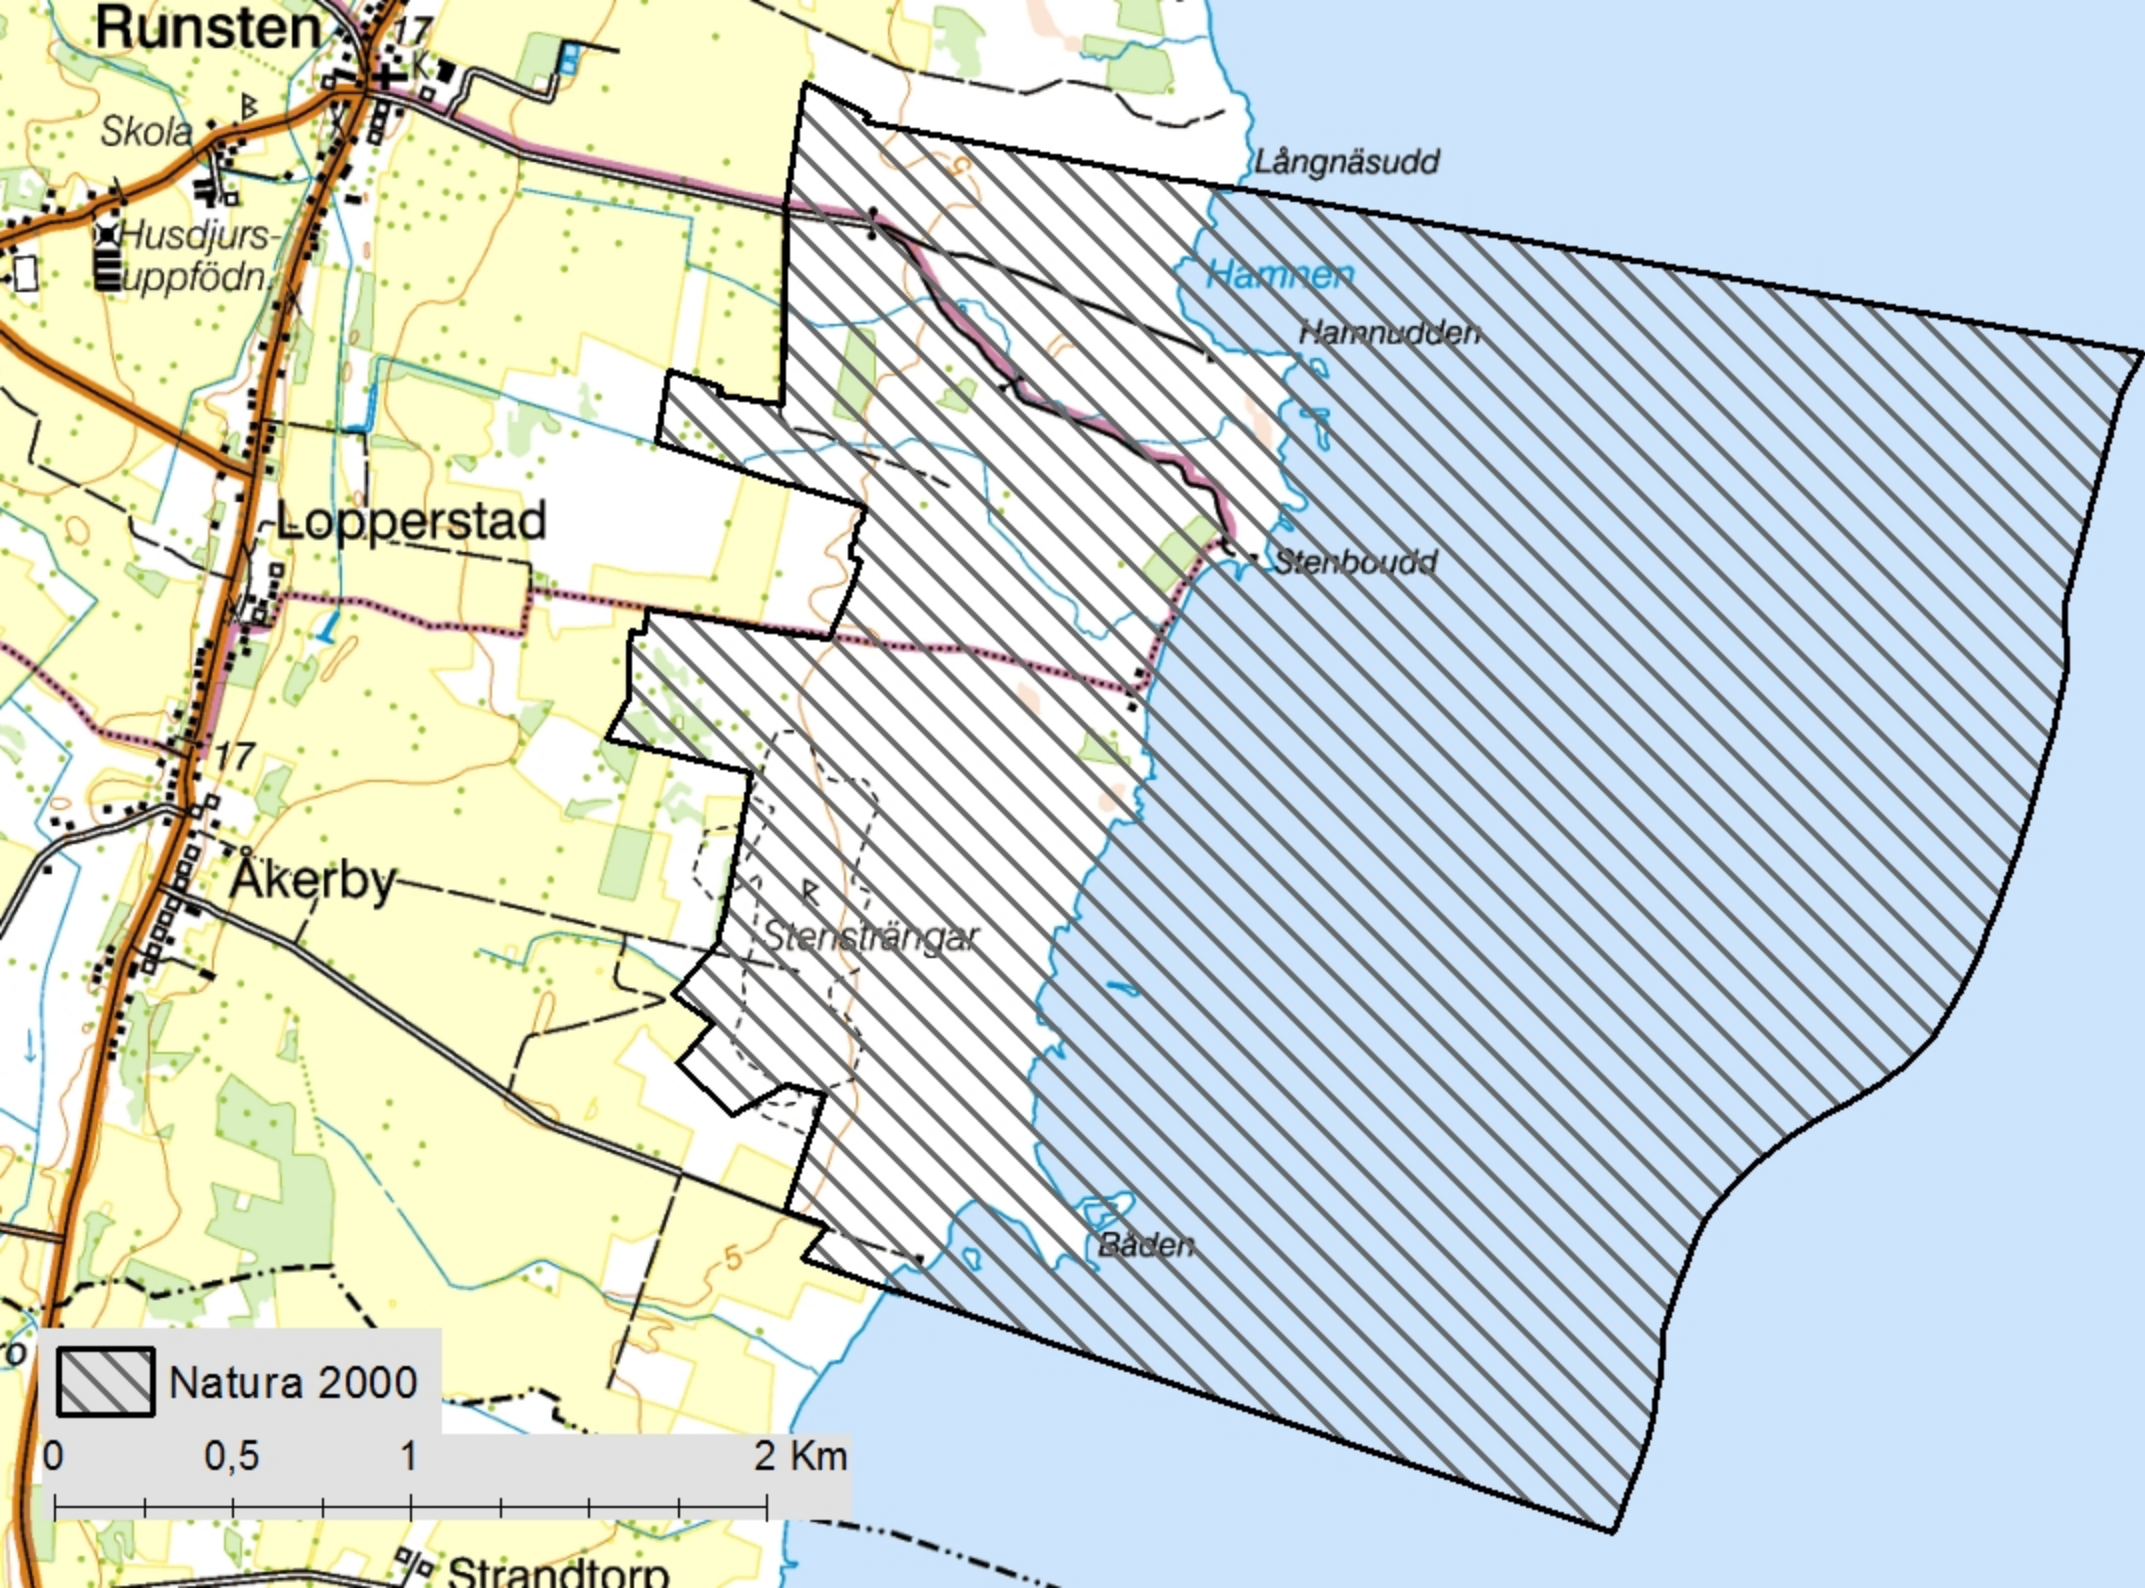 Runsten
17
K
Skola
R
Långnäsudd
Husdjurs-
uppfödn.
Hamnen
Hamnudden
Lopperstad
Stenboudd
17
Åkerby
R
Stensträngar
5
Båden
Natura 2000
0 0,5 1 2 Km
Strandtorp